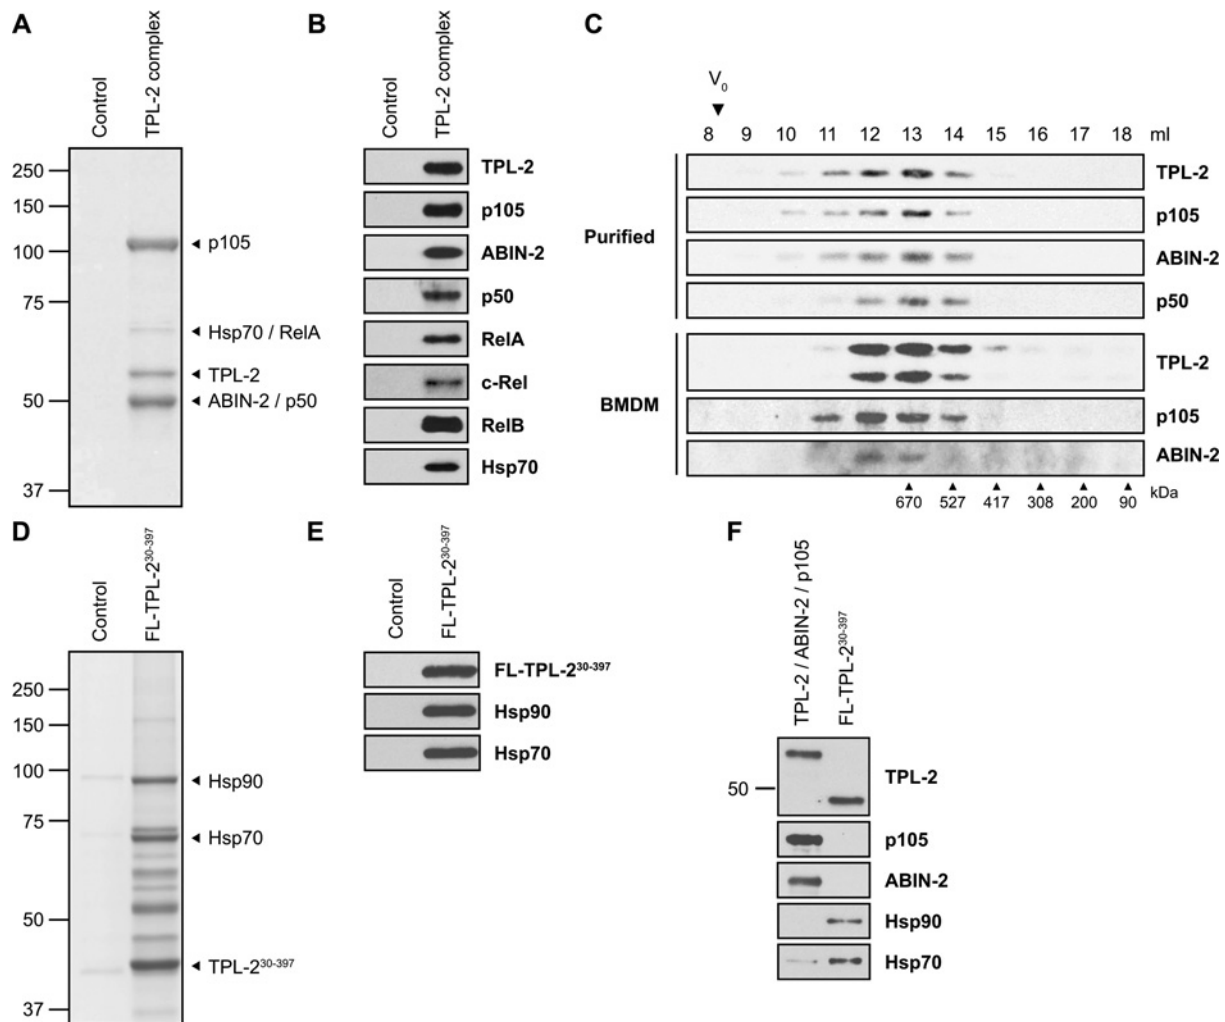 A
Control
TPL-2 complex
250
150
100
75
50
37
p105
Hsp70 / RelA
TPL-2
ABIN-2 / p50
B
Control
TPL-2 complex
TPL-2
p105
ABIN-2
p50
RelA
c-Rel
RelB
Hsp70
C
V₀
8 9 10 11 12 13 14 15 16 17 18 ml
Purified
TPL-2
p105
ABIN-2
p50
BMDM
TPL-2
p105
ABIN-2
670 527 417 308 200 90 kDa
D
Control
FL-TPL-2³⁰⁻³⁹⁷
250
150
100
75
50
37
Hsp90
Hsp70
TPL-2³⁰⁻³⁹⁷
E
Control
FL-TPL-2³⁰⁻³⁹⁷
FL-TPL-2³⁰⁻³⁹⁷
Hsp90
Hsp70
F
TPL-2 / ABIN-2 / p105
FL-TPL-2³⁰⁻³⁹⁷
50
TPL-2
p105
ABIN-2
Hsp90
Hsp70